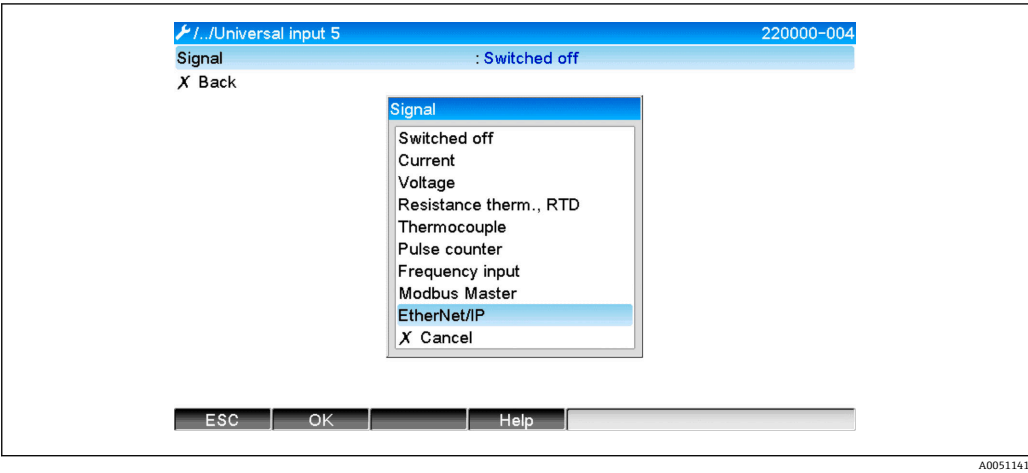 /../Universal input 5 220000-004
Signal : Switched off
X Back
Signal
Switched off
Current
Voltage
Resistance therm., RTD
Thermocouple
Pulse counter
Frequency input
Modbus Master
EtherNet/IP
X Cancel
ESC OK Help
A0051141